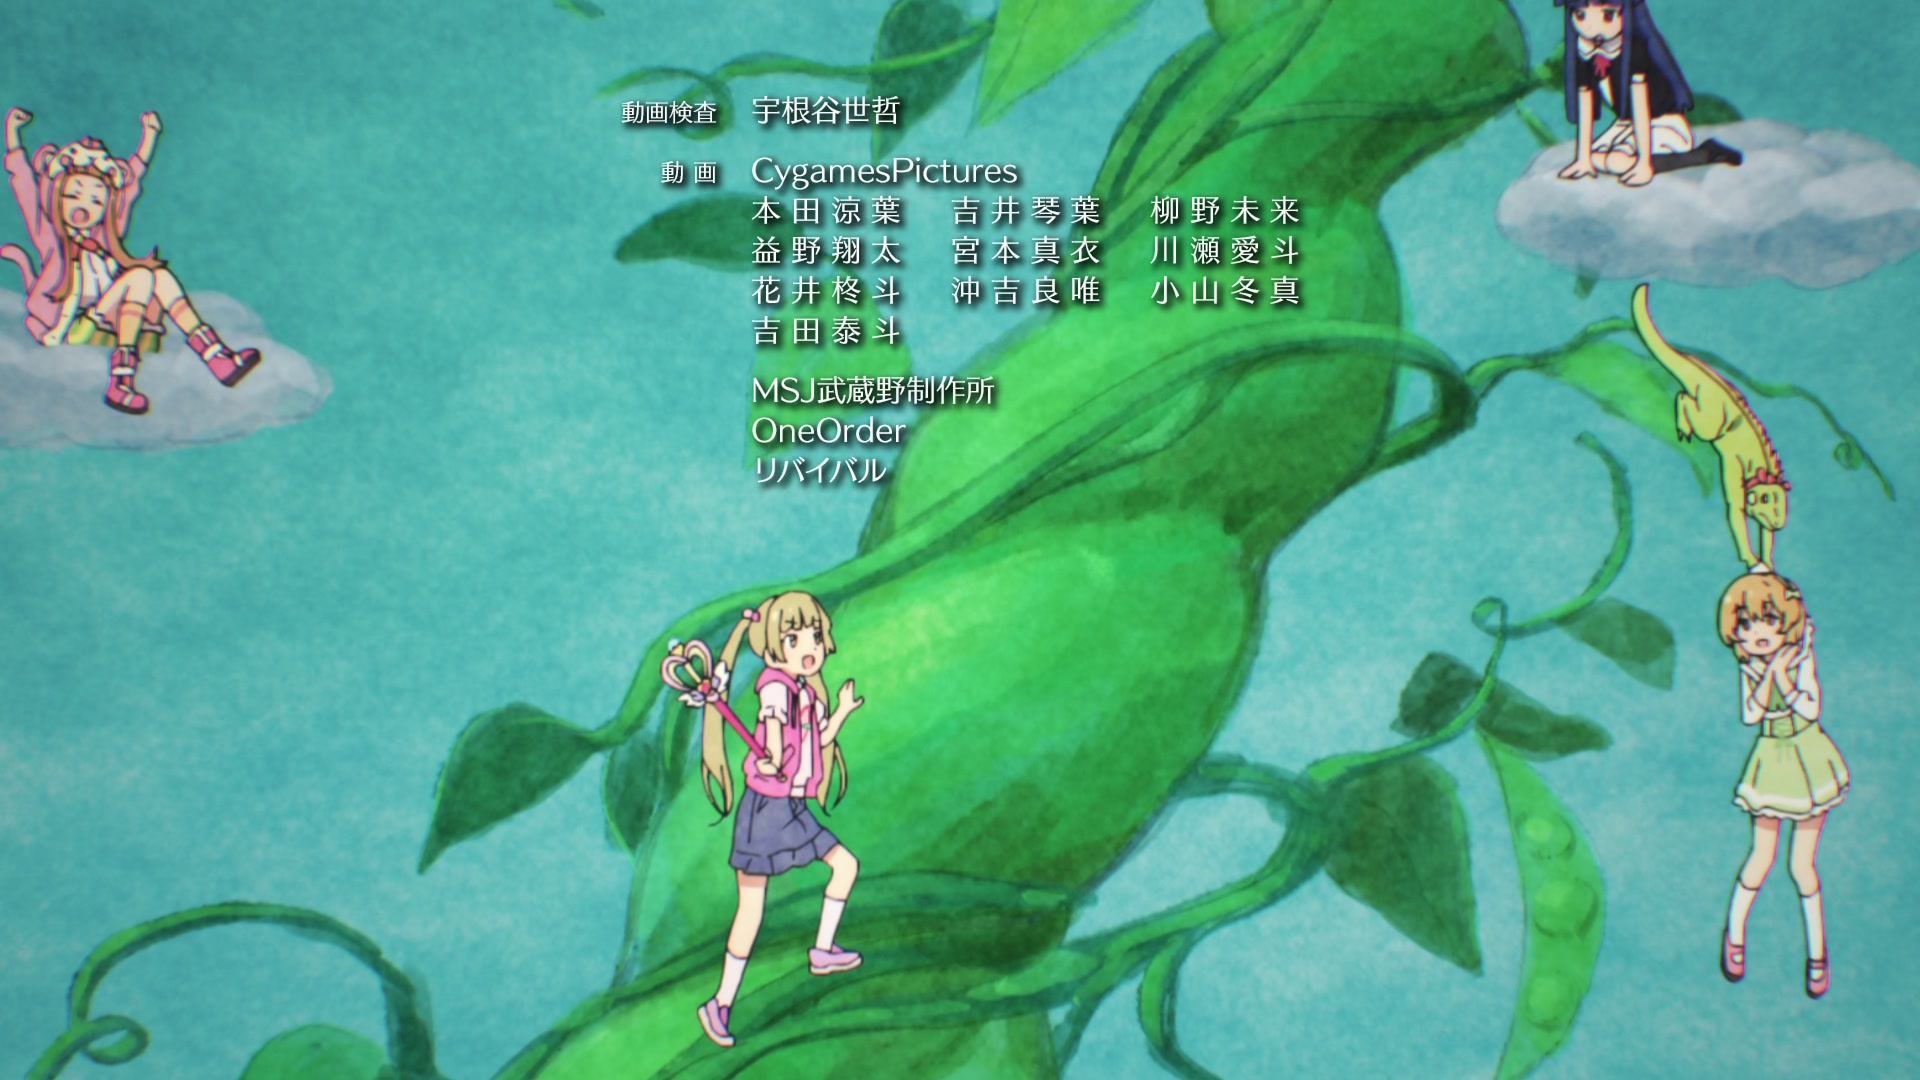 動画検査 宇根谷世哲
動画 CygamesPictures
本田涼葉 吉井琴葉 柳野未来
益野翔太 宮本真衣 川瀬愛斗
花井柊斗 沖吉良唯 小山冬真
吉田泰斗
MSJ武蔵野制作所
OneOrder
リバイバル